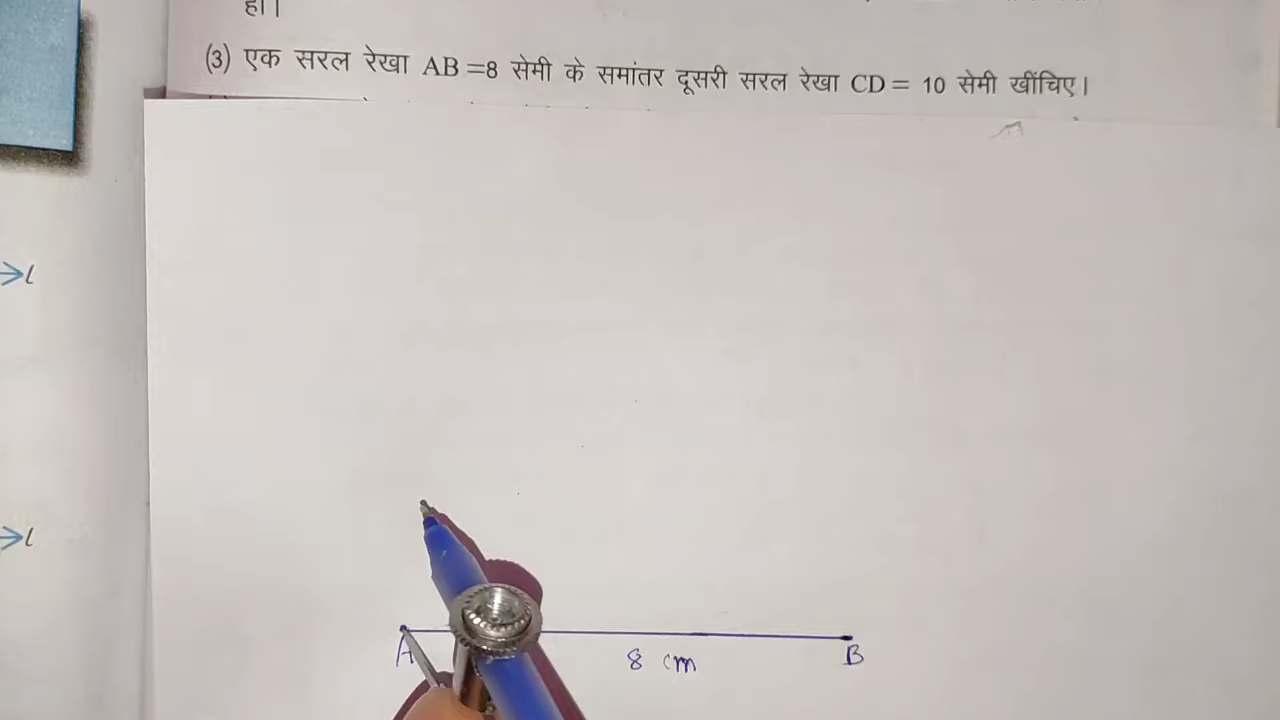 हो।
(3) एक सरल रेखा AB =8 सेमी के समांतर दूसरी सरल रेखा CD = 10 सेमी खींचिए।
l
l
A 8 cm B